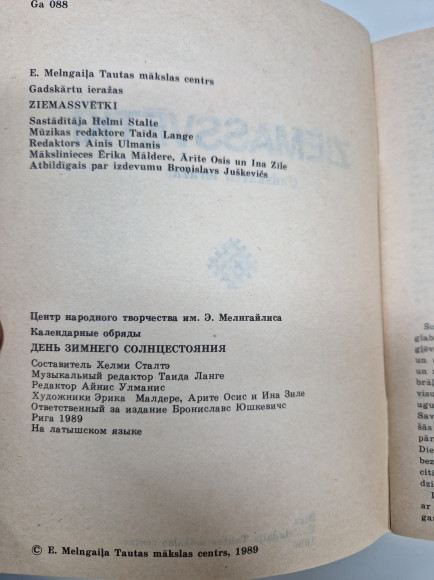 Ga 088
E. Melngaiļa Tautas mākslas centrs
Gadskārtu ieražas
ZIEMASSVĒTKI
Sastādītāja Helmi Stalte
Mūzikas redaktore Taida Lange
Redaktors Ainis Ulmanis
Mākslinieces Ērika Māldere, Ārīte Osis un Ina Zīle
Atbildīgais par izdevumu Broņislavs Juškevičs
Центр народного творчества им. Э. Мелнгайлиса
Календарные обряды
ДЕНЬ ЗИМНЕГО СОЛНЦЕСТОЯНИЯ
Составитель Хелми Сталтэ
Музыкальный редактор Таида Ланге
Редактор Айнис Улманис
Художники Эрика Малдере, Арите Осис и Ина Зиле
Ответственный за издание Брониславс Юшкевичс
Рига 1989
На латышском языке
© E. Melngaiļa Tautas mākslas centrs, 1989